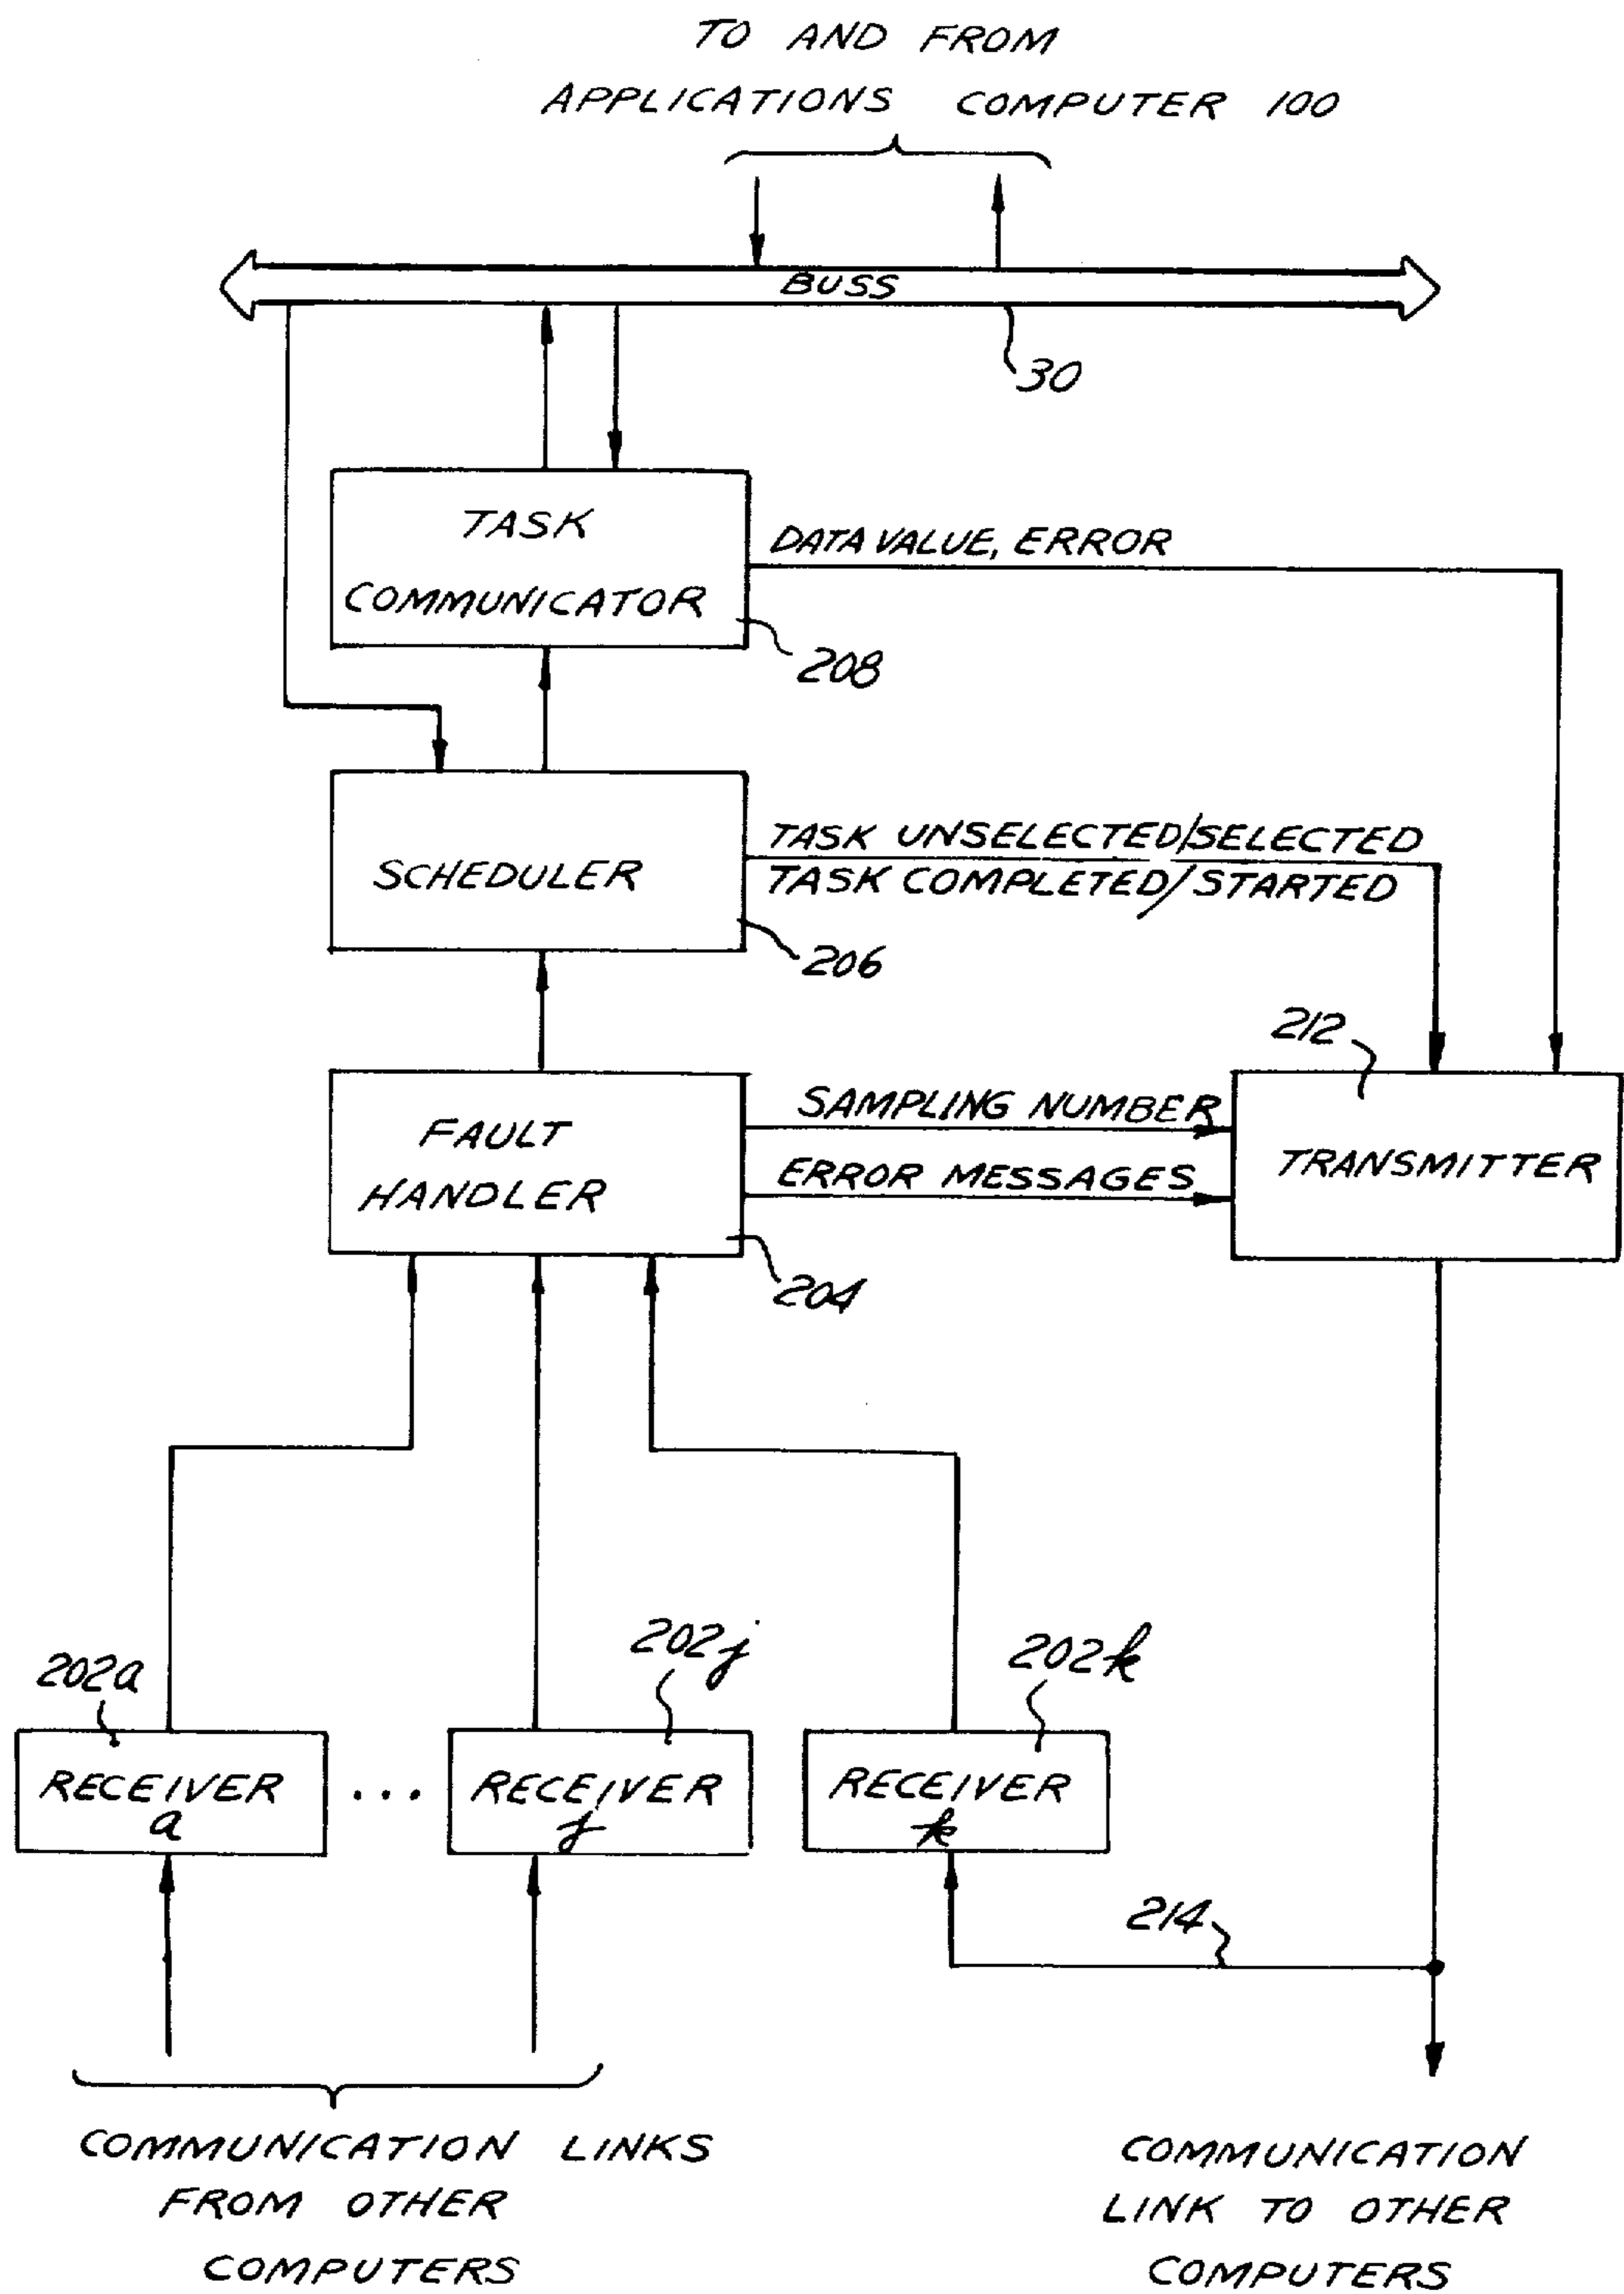 TO AND FROM
APPLICATIONS COMPUTER 100
BUSS
30
TASK
COMMUNICATOR
208
DATA VALUE, ERROR
SCHEDULER
206
TASK UNSELECTED/SELECTED
TASK COMPLETED/STARTED
212
FAULT
HANDLER
204
SAMPLING NUMBER
ERROR MESSAGES
TRANSMITTER
202a
202j
202k
RECEIVER
a
...
RECEIVER
j
RECEIVER
k
214
COMMUNICATION LINKS
FROM OTHER
COMPUTERS
COMMUNICATION
LINK TO OTHER
COMPUTERS